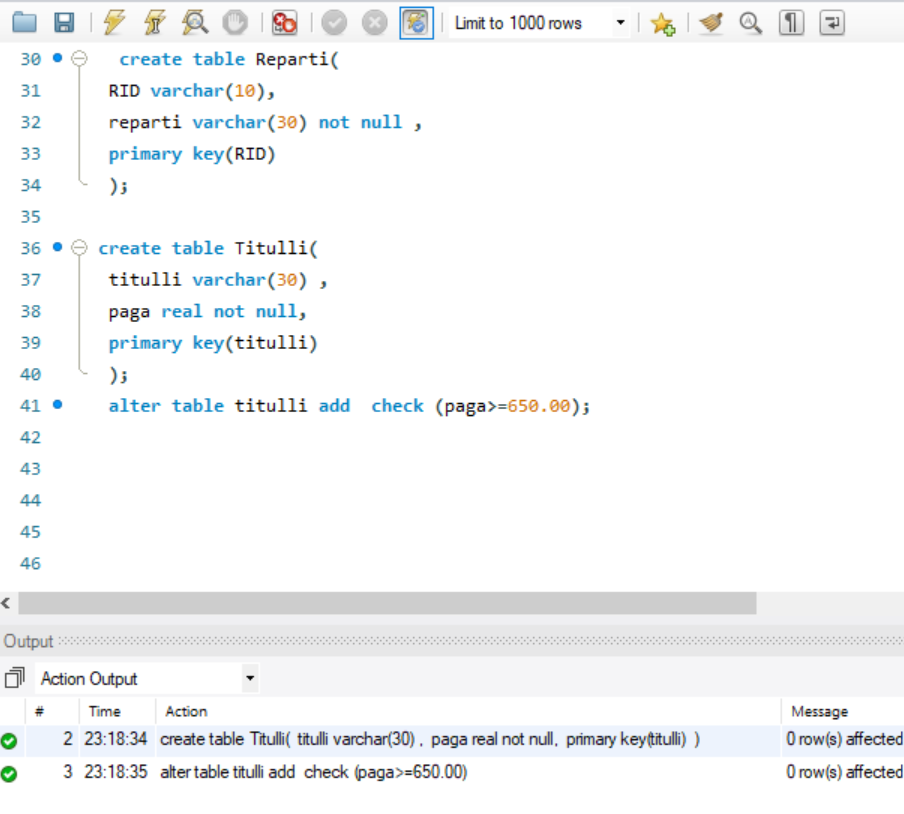 Limit to 1000 rows
30 create table Reparti(
31 RID varchar(10),
32 reparti varchar(30) not null ,
33 primary key(RID)
34 );
35
36 create table Titulli(
37 titulli varchar(30) ,
38 paga real not null,
39 primary key(titulli)
40 );
41 alter table titulli add  check (paga>=650.00);
42
43
44
45
46
Output
Action Output
# Time Action Message
2 23:18:34 create table Titulli( titulli varchar(30) ,  paga real not null,  primary key(titulli)  ) 0 row(s) affected
3 23:18:35 alter table titulli add  check (paga>=650.00) 0 row(s) affected